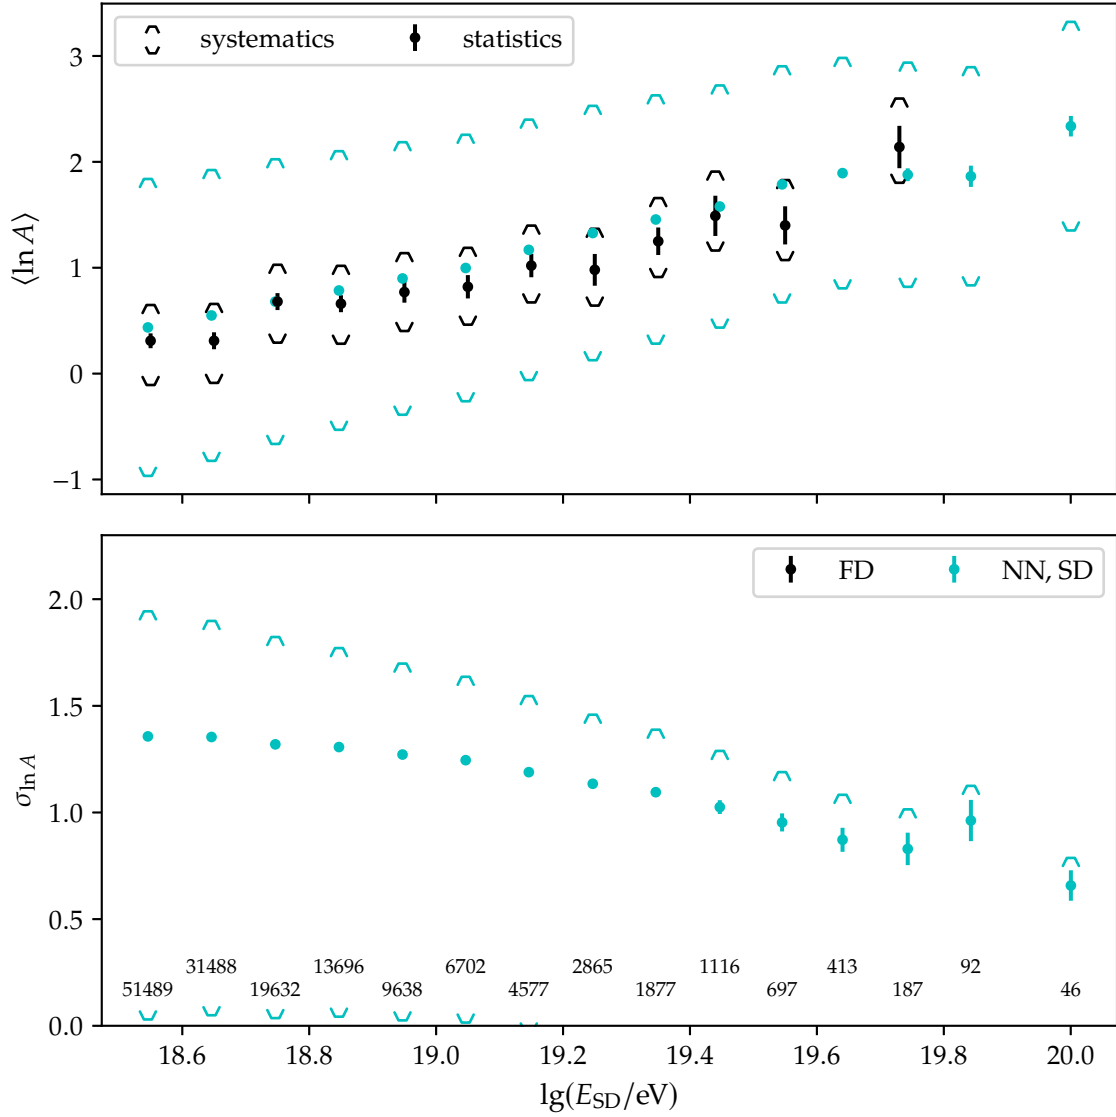 systematics statistics
3
2
1
0
−1
⟨ln A⟩
FD NN, SD
2.0
1.5
1.0
0.5
0.0
σ ln A
31488 13696 6702 2865 1116 413 92
51489 19632 9638 4577 1877 697 187 46
18.6 18.8 19.0 19.2 19.4 19.6 19.8 20.0
lg(E_SD/eV)